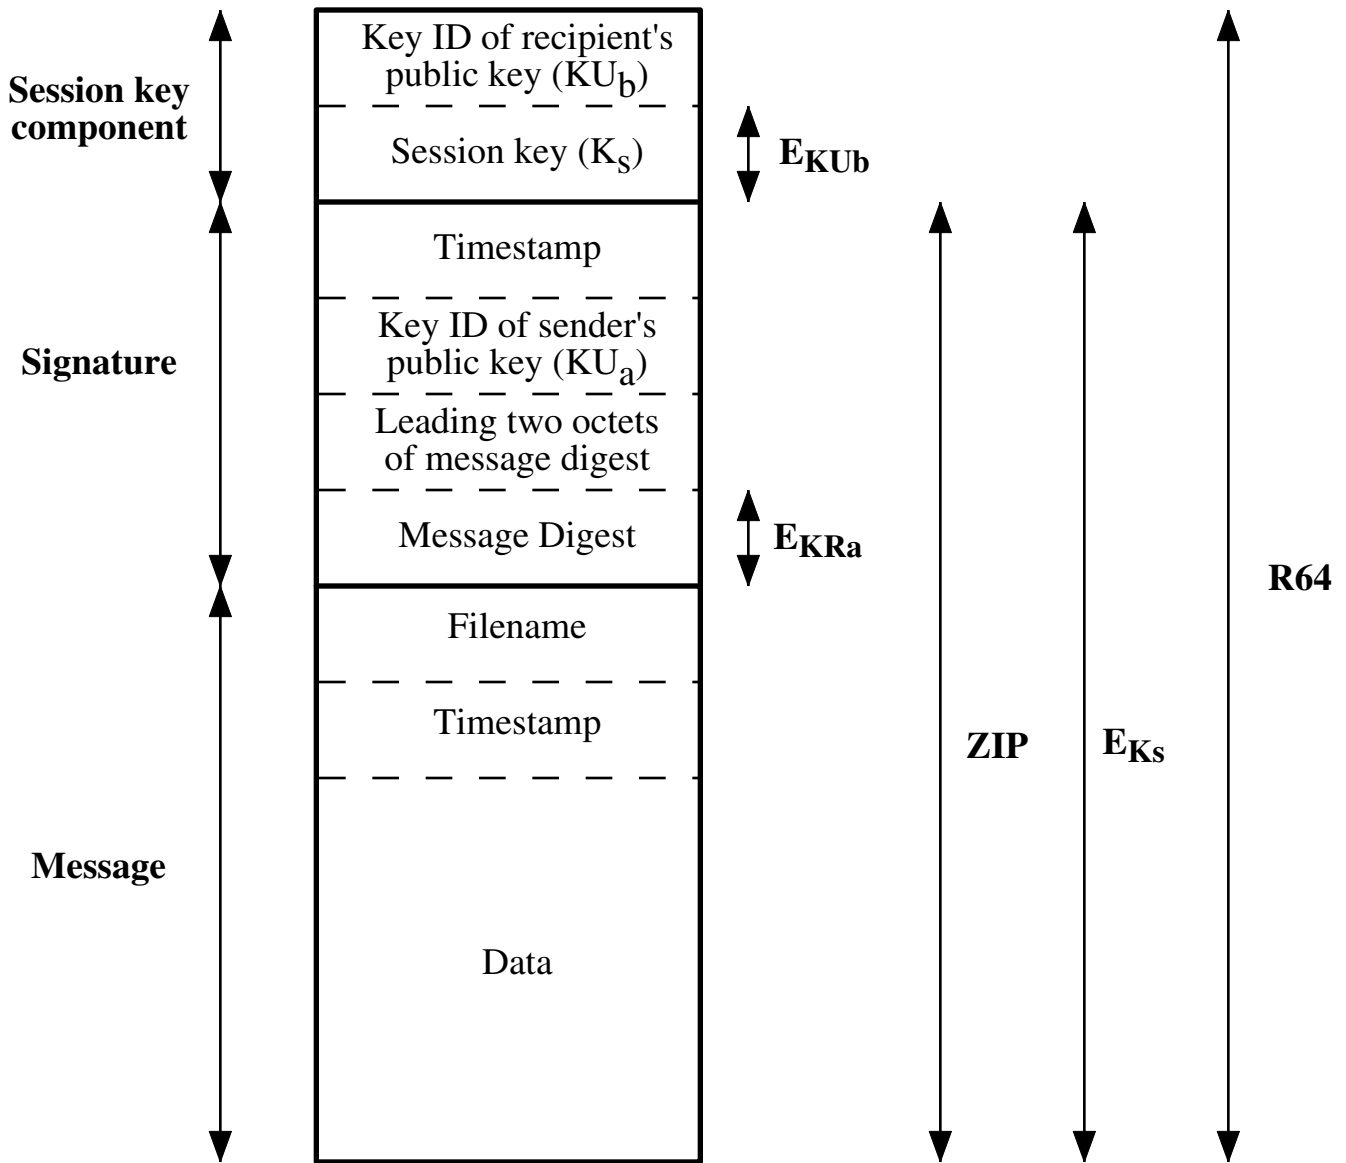 Key ID of recipient's
public key (KUb)
Session key
component
Session key (Ks)
EKUb
Timestamp
Key ID of sender's
public key (KUa)
Signature
Leading two octets
of message digest
Message Digest
EKRa
R64
Filename
Timestamp
ZIP
EKs
Message
Data